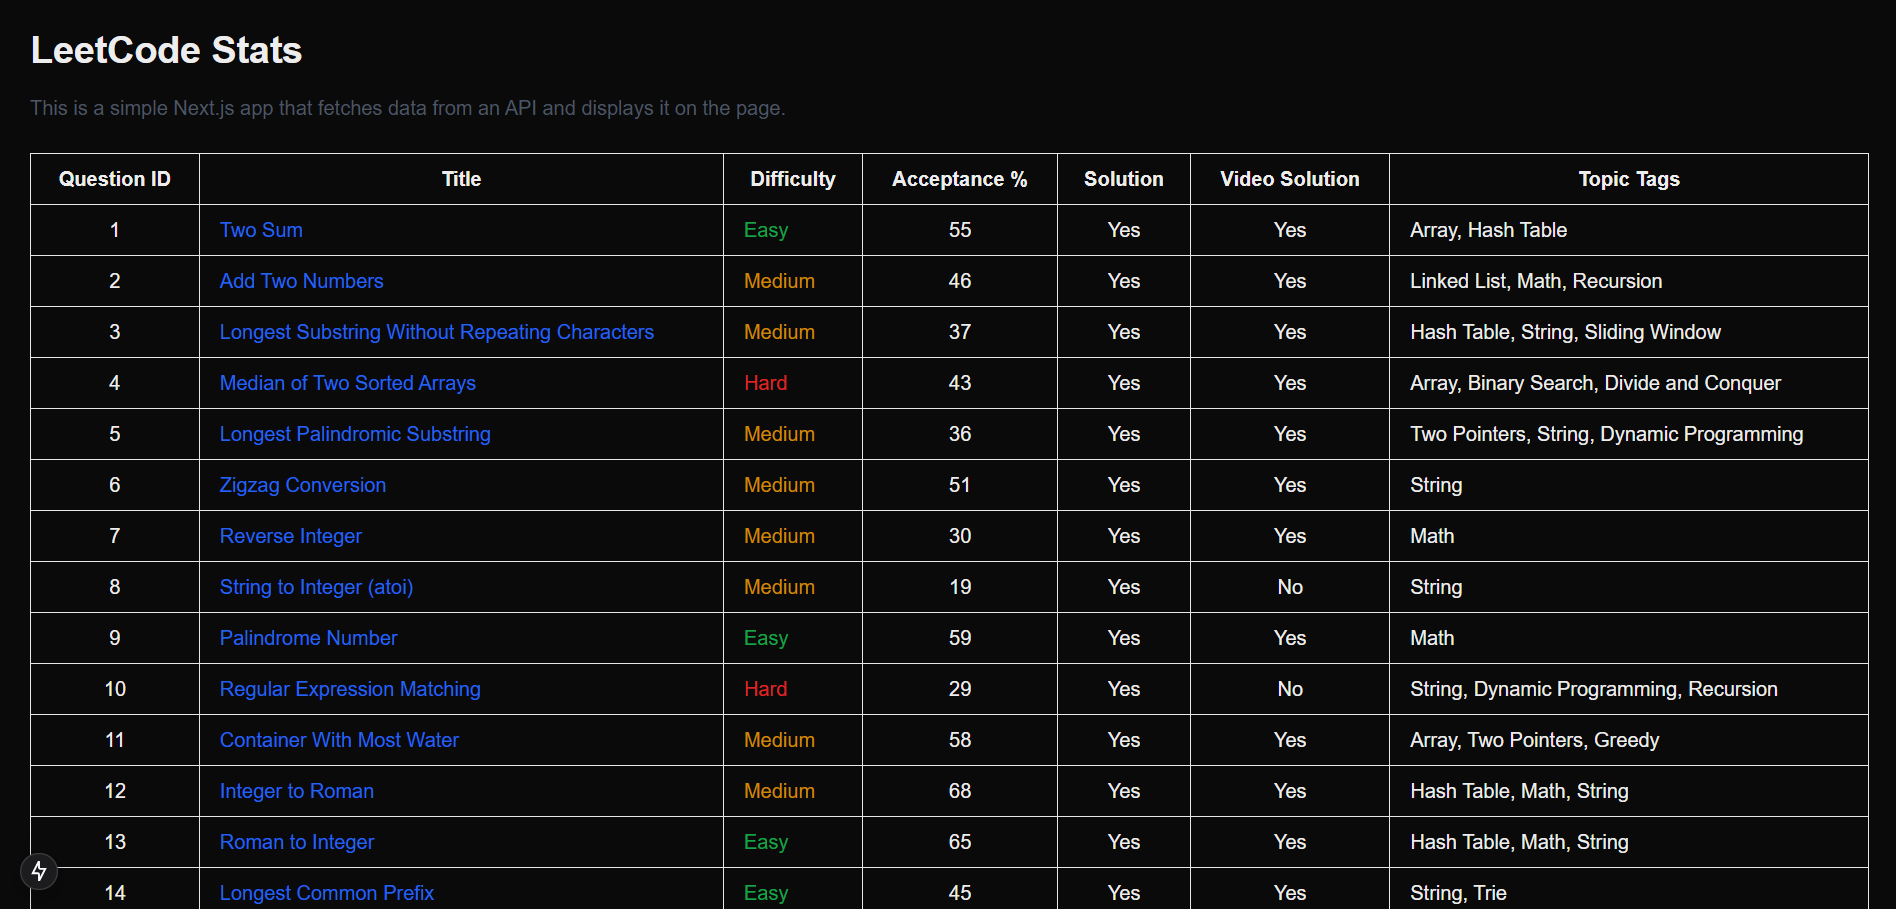 LeetCode Stats
This is a simple Next.js app that fetches data from an API and displays it on the page.
Question ID Title Difficulty Acceptance % Solution Video Solution Topic Tags
1 Two Sum Easy 55 Yes Yes Array, Hash Table
2 Add Two Numbers Medium 46 Yes Yes Linked List, Math, Recursion
3 Longest Substring Without Repeating Characters Medium 37 Yes Yes Hash Table, String, Sliding Window
4 Median of Two Sorted Arrays Hard 43 Yes Yes Array, Binary Search, Divide and Conquer
5 Longest Palindromic Substring Medium 36 Yes Yes Two Pointers, String, Dynamic Programming
6 Zigzag Conversion Medium 51 Yes Yes String
7 Reverse Integer Medium 30 Yes Yes Math
8 String to Integer (atoi) Medium 19 Yes No String
9 Palindrome Number Easy 59 Yes Yes Math
10 Regular Expression Matching Hard 29 Yes No String, Dynamic Programming, Recursion
11 Container With Most Water Medium 58 Yes Yes Array, Two Pointers, Greedy
12 Integer to Roman Medium 68 Yes Yes Hash Table, Math, String
13 Roman to Integer Easy 65 Yes Yes Hash Table, Math, String
14 Longest Common Prefix Easy 45 Yes Yes String, Trie